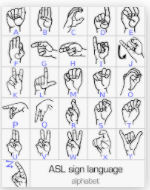 A B C D E
F G H I J
K L M N O
P Q R S T
U V W X Y
Z ASL sign language
alphabet